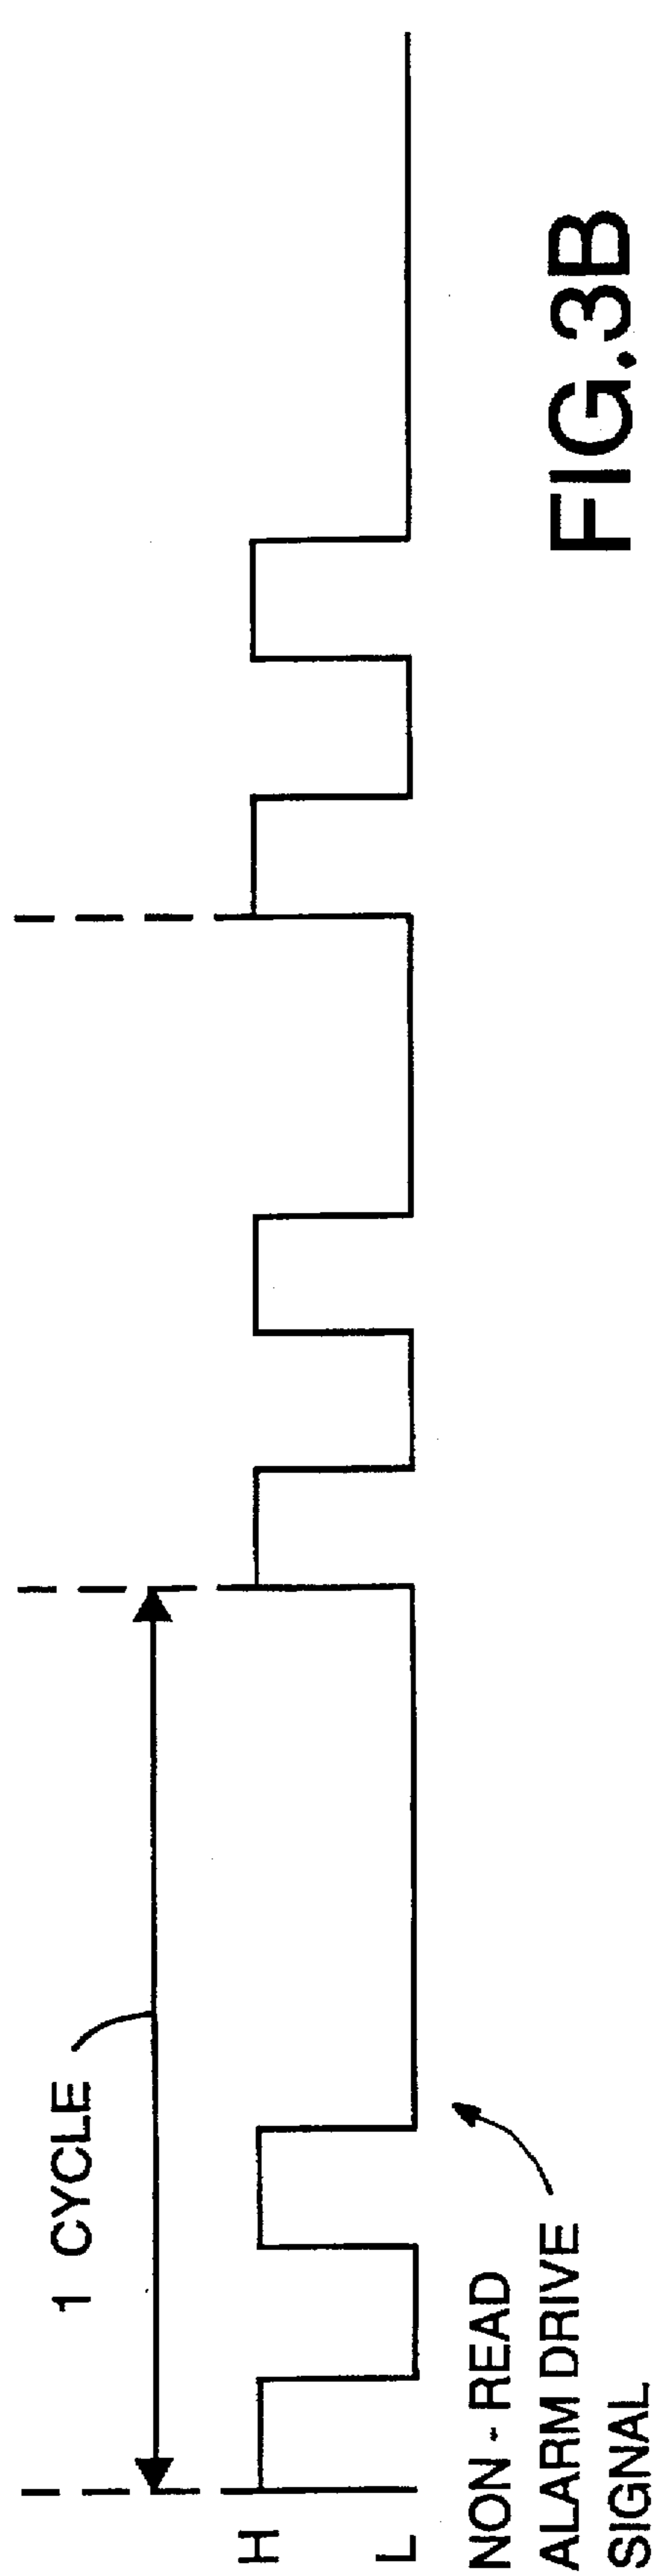 1 CYCLE
H
L
NON - READ
ALARM DRIVE
SIGNAL
FIG.3B